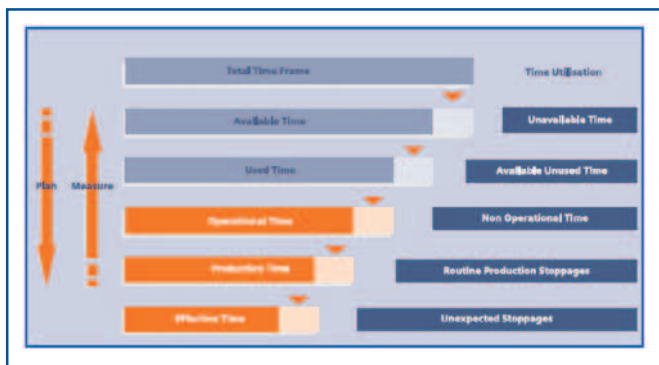 Total Time Frame
Time Utilisation
Available Time
Unavailable Time
Used Time
Available Unused Time
Plan
Measure
Operational Time
Non Operational Time
Production Time
Routine Production Stoppages
Effective Time
Unexpected Stoppages